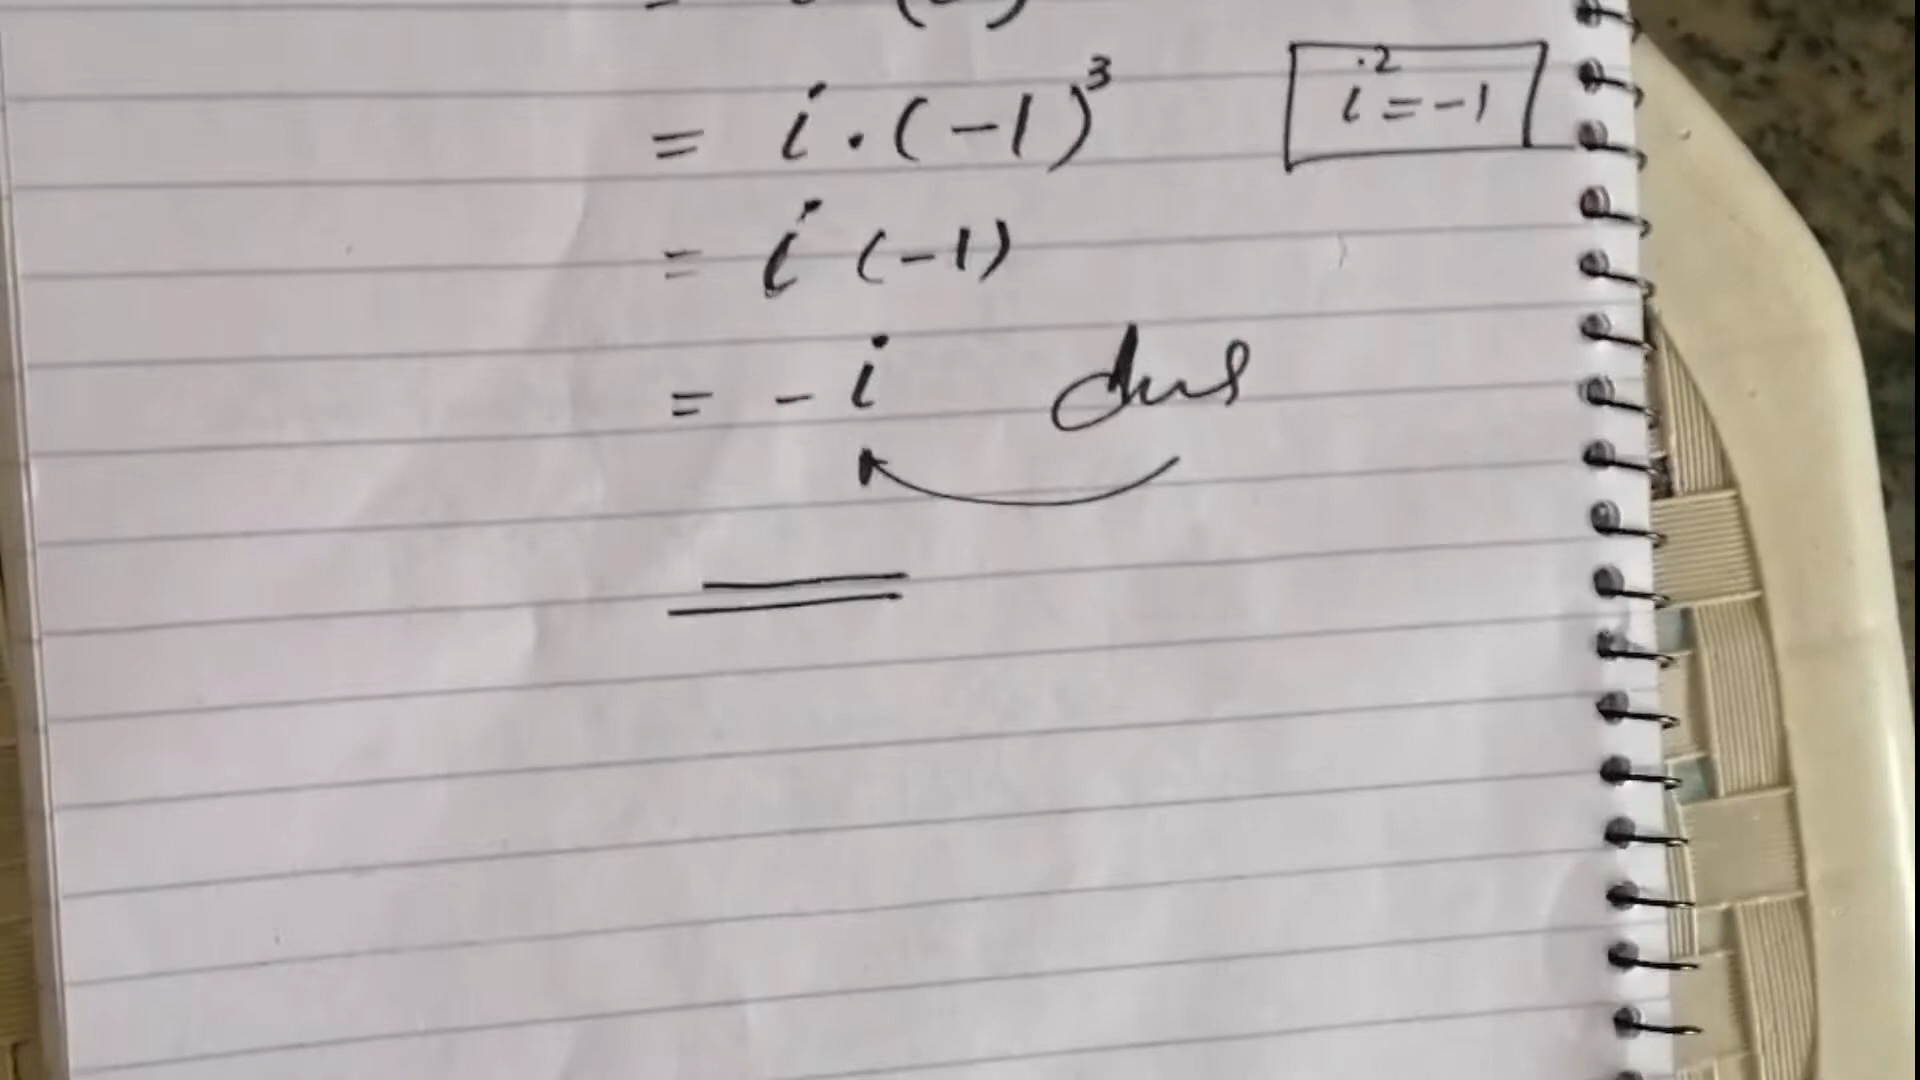 = i · (-1)³
i² = -1
= i (-1)
= - i Ans